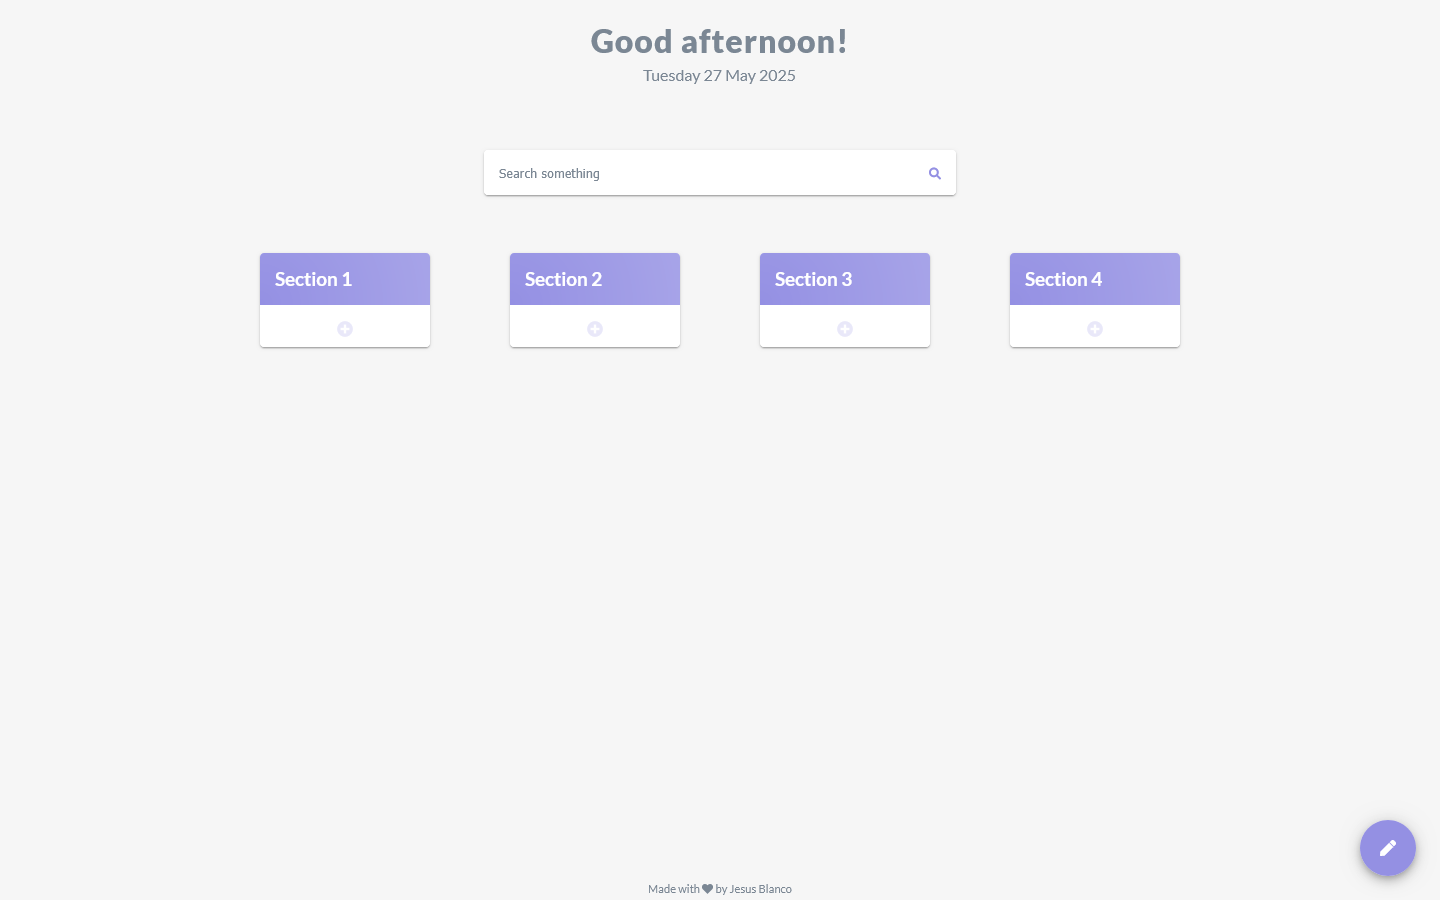 Good afternoon!
Tuesday 27 May 2025
Search something
Section 1
Section 2
Section 3
Section 4
Made with by Jesus Blanco